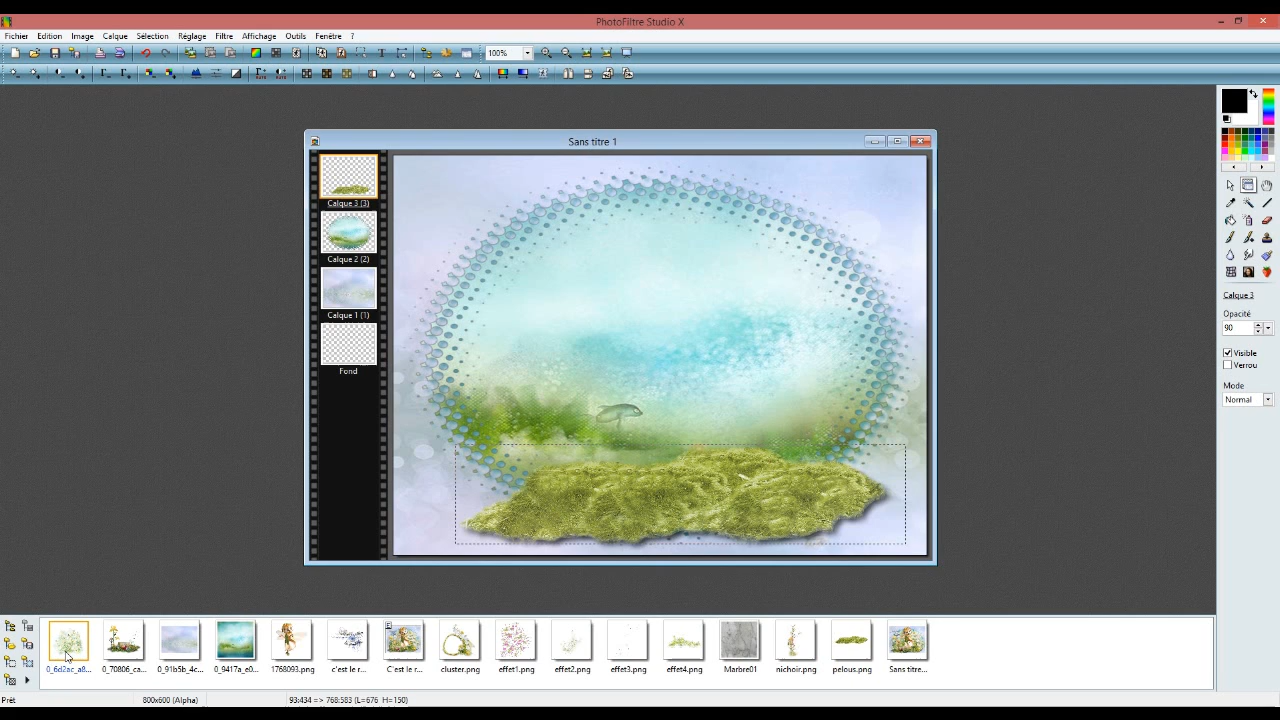 PhotoFiltre Studio X
Fichier Edition Image Calque Sélection Réglage Filtre Affichage Outils Fenêtre ?
100%
Sans titre 1
Calque 3 (3)
Calque 2 (2)
Calque 1 (1)
Fond
Calque 3
Opacité
90
Visible
Verrou
Mode
Normal
0_6d2ac_a8... 0_70806_ca... 0_91b5b_4c... 0_9417a_e0... 1768093.png c'est le r... C'est le r... cluster.png effet1.png effet2.png effet3.png effet4.png Marbre01 nichoir.png pelous.png Sans titre...
Prêt 800x600 (Alpha) 93:434 => 768:583 (L=676 H=150)